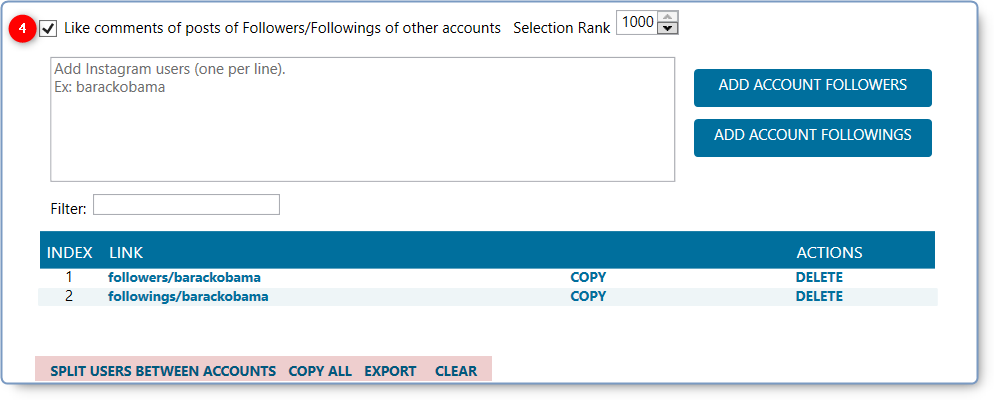 4 Like comments of posts of Followers/Followings of other accounts Selection Rank 1000
Add Instagram users (one per line).
Ex: barackobama
ADD ACCOUNT FOLLOWERS
ADD ACCOUNT FOLLOWINGS
Filter:
INDEX LINK ACTIONS
1 followers/barackobama COPY DELETE
2 followings/barackobama COPY DELETE
SPLIT USERS BETWEEN ACCOUNTS COPY ALL EXPORT CLEAR